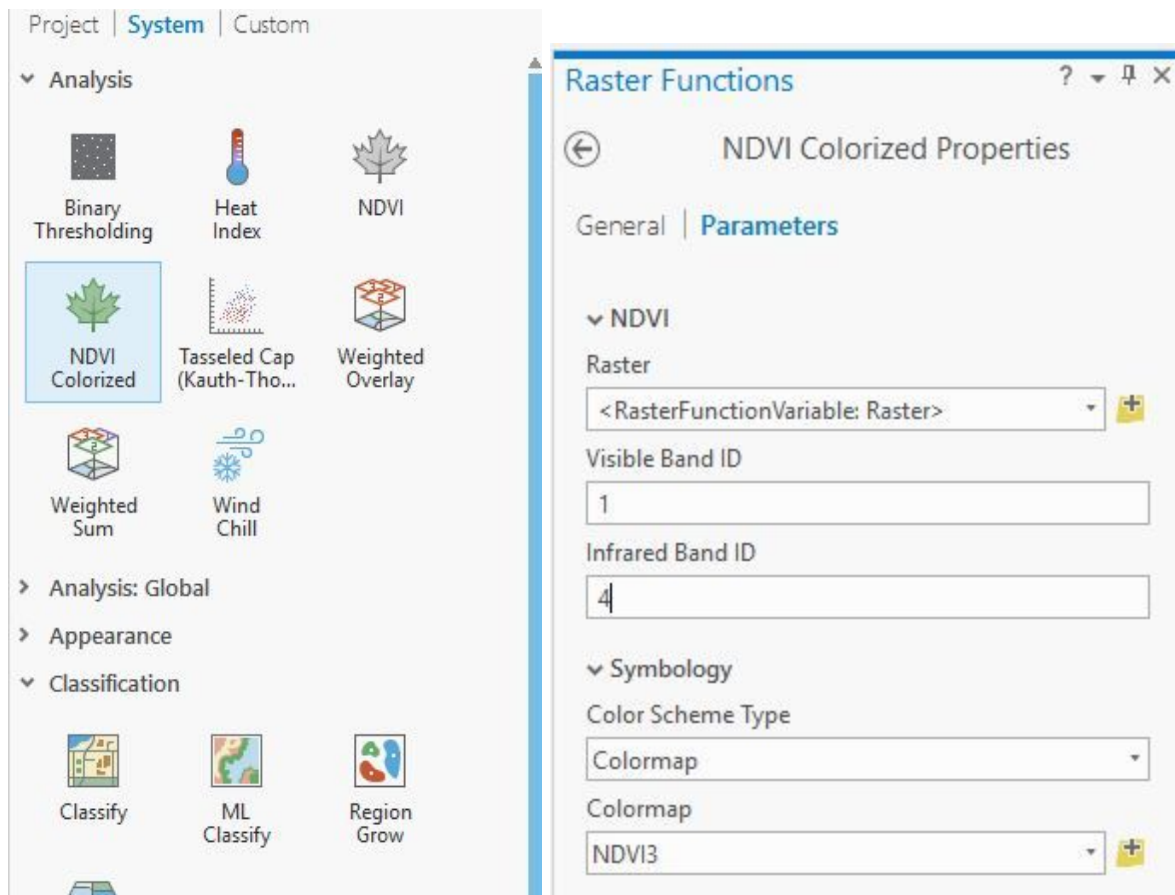 Project | System | Custom
Analysis
Binary
Thresholding
Heat
Index
NDVI
NDVI
Colorized
Tasseled Cap
(Kauth-Tho...
Weighted
Overlay
Weighted
Sum
Wind
Chill
Analysis: Global
Appearance
Classification
Classify
ML
Classify
Region
Grow
Raster Functions
?
NDVI Colorized Properties
General | Parameters
NDVI
Raster
<RasterFunctionVariable: Raster>
Visible Band ID
1
Infrared Band ID
4
Symbology
Color Scheme Type
Colormap
Colormap
NDVI3